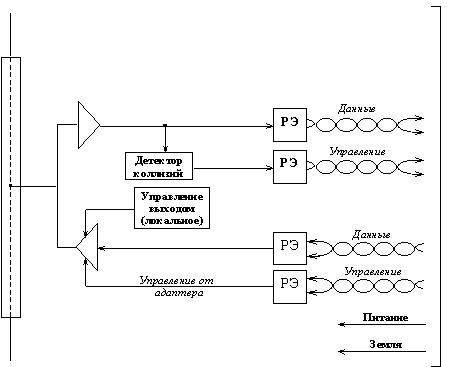 Данные
РЭ
Управление
Детектор
коллизий
РЭ
Управление
выходом
(локальное)
Данные
РЭ
Управление
Управление от
адаптера
РЭ
Питание
Земля